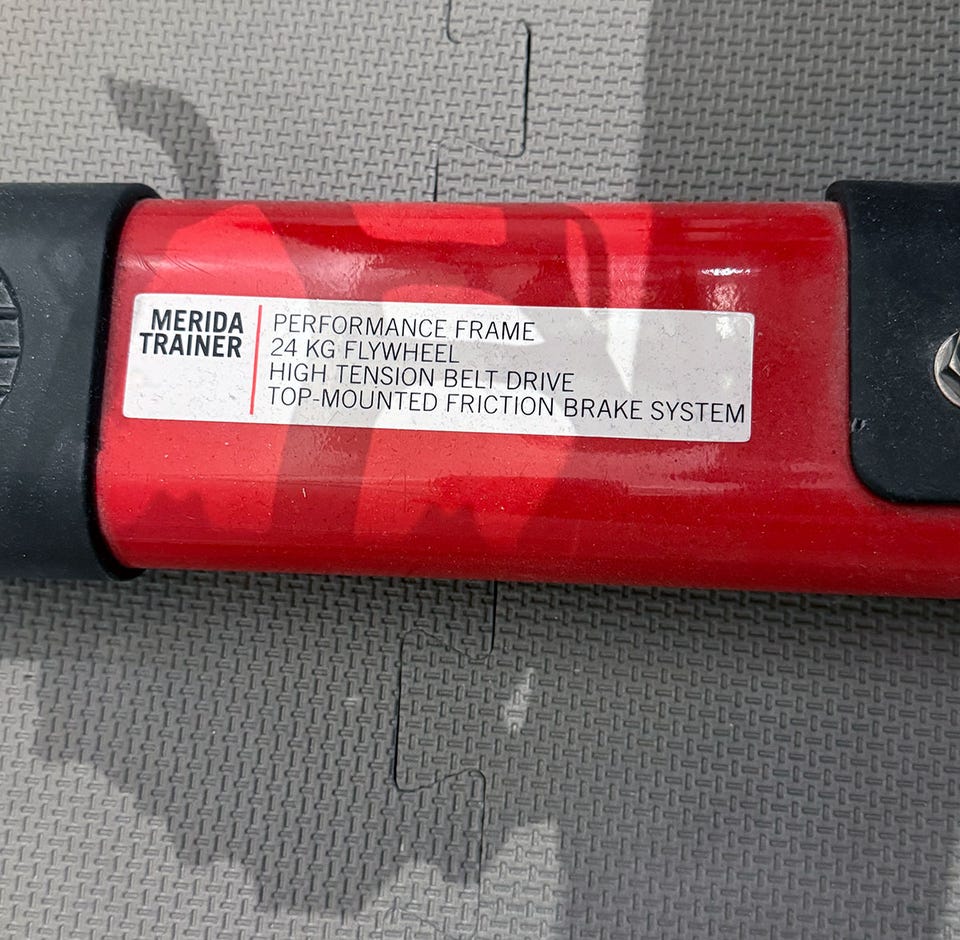 MERIDA
TRAINER
PERFORMANCE FRAME
24 KG FLYWHEEL
HIGH TENSION BELT DRIVE
TOP-MOUNTED FRICTION BRAKE SYSTEM